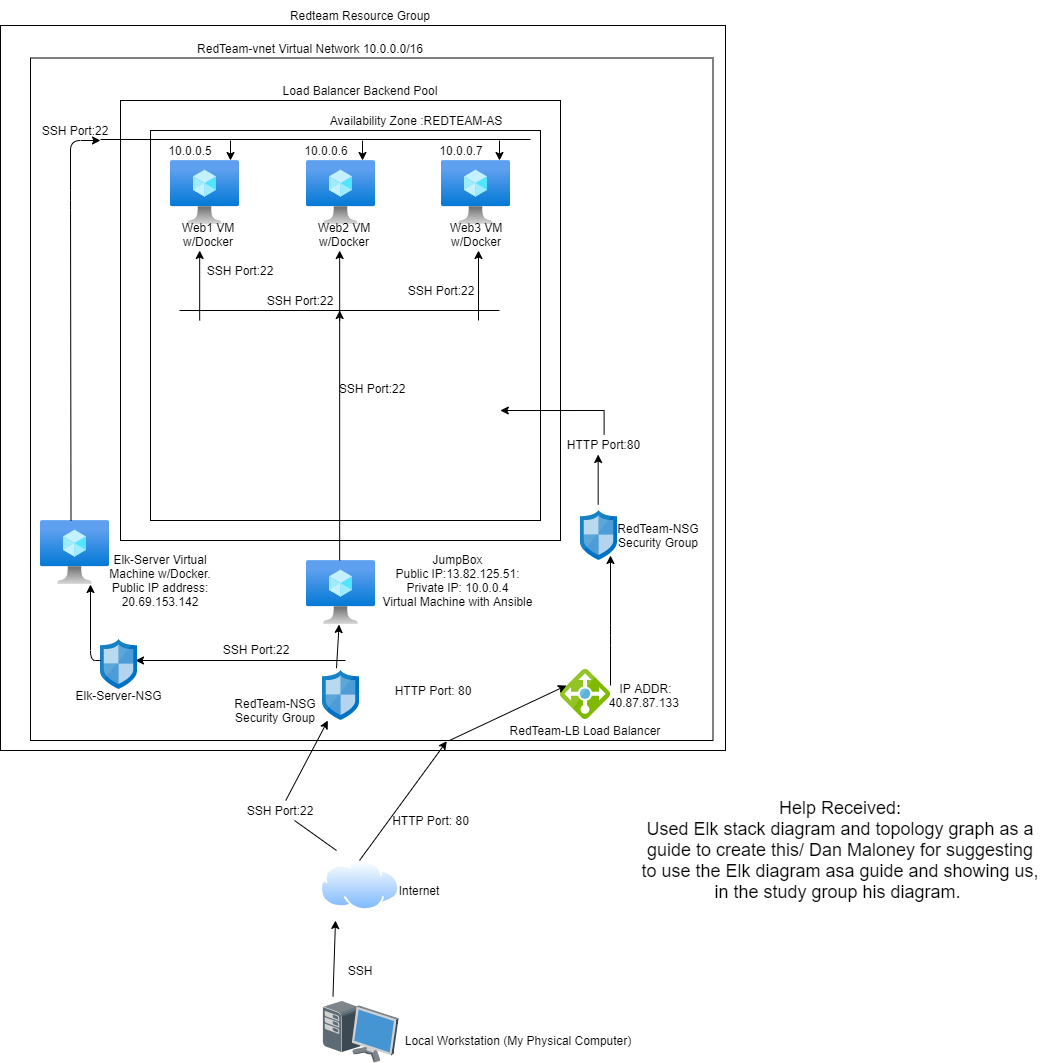 Redteam Resource Group
RedTeam-vnet Virtual Network 10.0.0.0/16
Load Balancer Backend Pool
Availability Zone :REDTEAM-AS
SSH Port:22
10.0.0.5
10.0.0.6
10.0.0.7
Web1 VM
w/Docker
Web2 VM
w/Docker
Web3 VM
w/Docker
SSH Port:22
SSH Port:22
SSH Port:22
SSH Port:22
HTTP Port:80
RedTeam-NSG
Security Group
Elk-Server Virtual
Machine w/Docker.
Public IP address:
20.69.153.142
JumpBox
Public IP:13.82.125.51:
Private IP: 10.0.0.4
Virtual Machine with Ansible
SSH Port:22
Elk-Server-NSG
RedTeam-NSG
Security Group
HTTP Port: 80
IP ADDR:
40.87.87.133
RedTeam-LB Load Balancer
SSH Port:22
HTTP Port: 80
Help Received:
Used Elk stack diagram and topology graph as a
guide to create this/ Dan Maloney for suggesting
to use the Elk diagram asa guide and showing us,
in the study group his diagram.
Internet
SSH
Local Workstation (My Physical Computer)